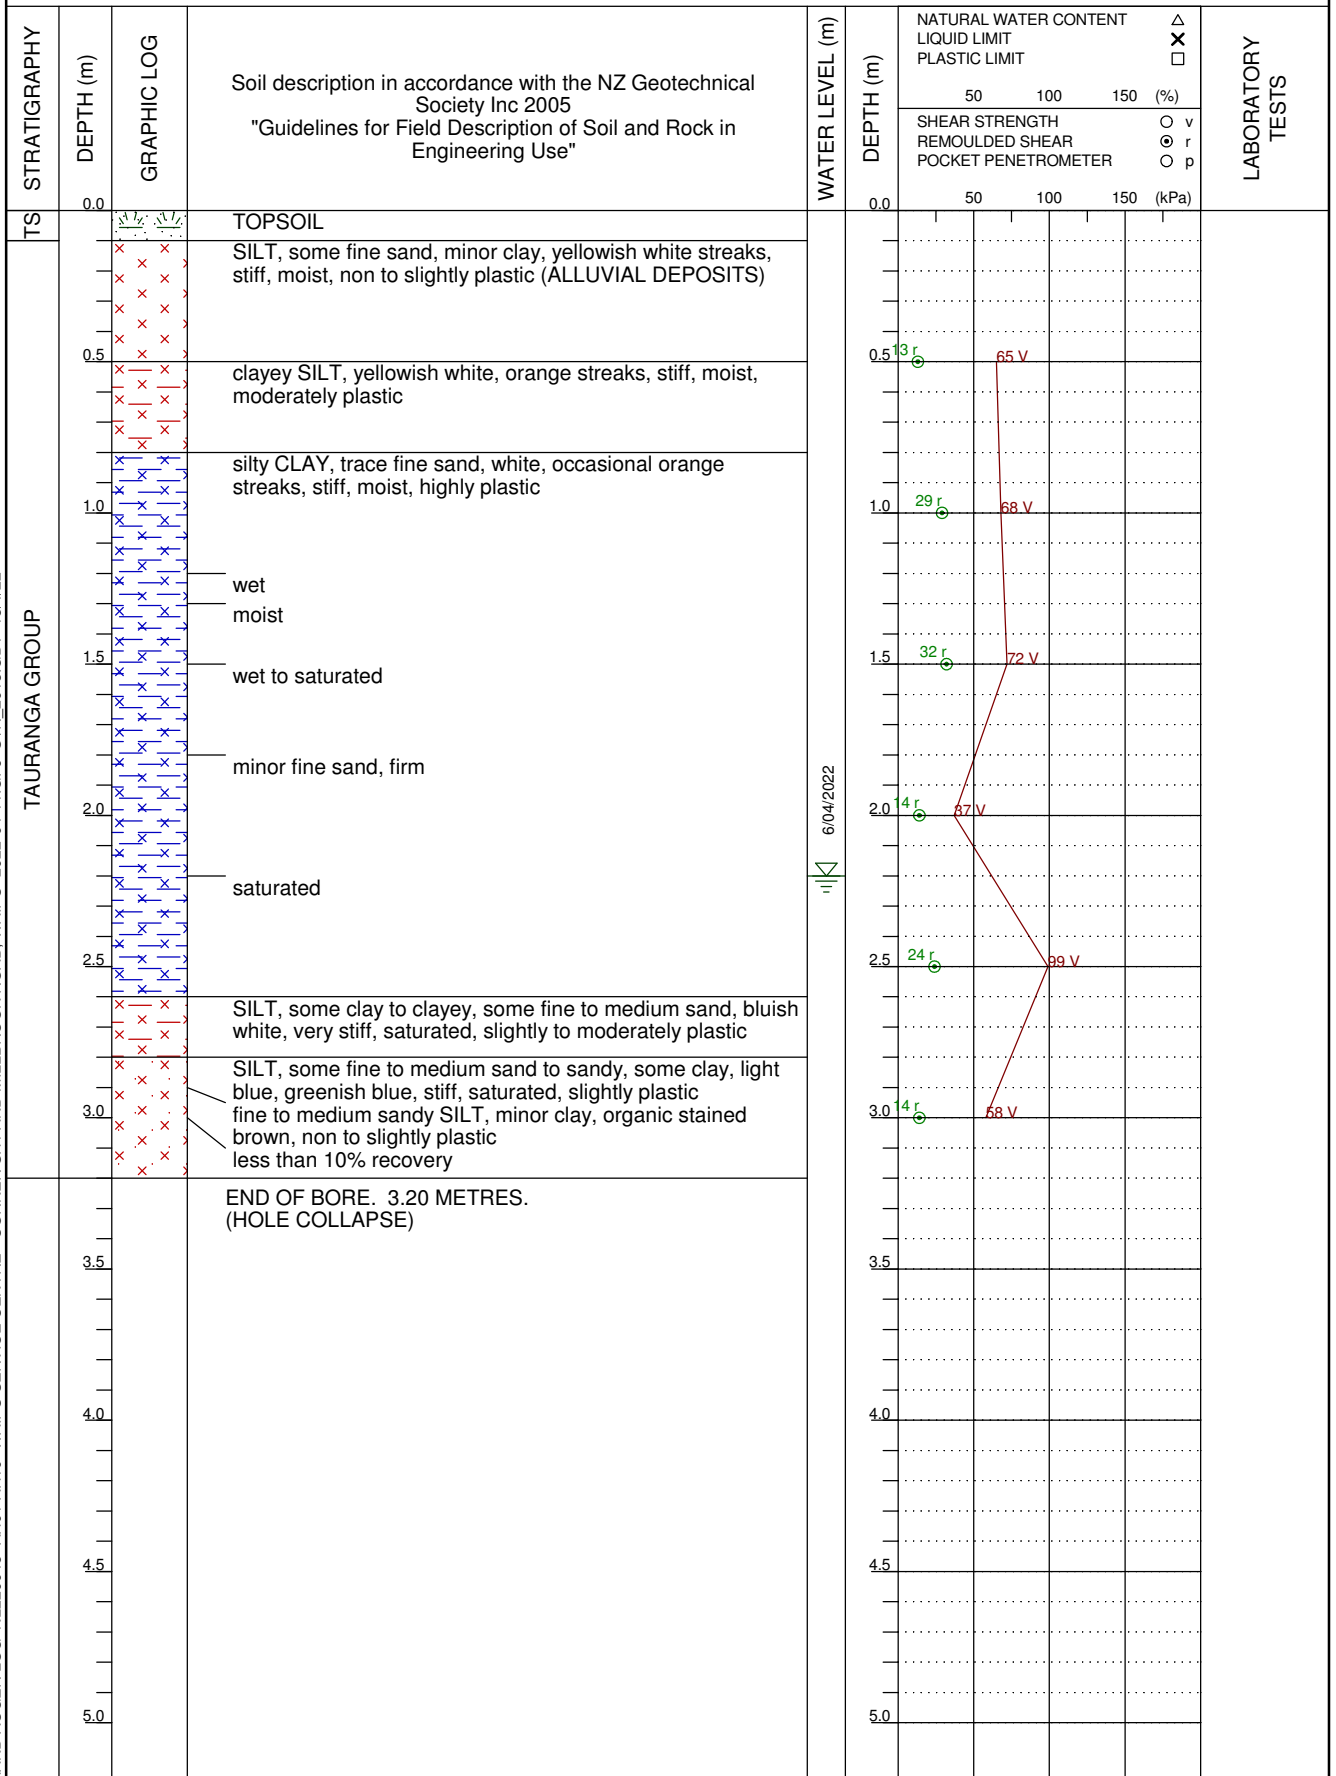 STRATIGRAPHY
DEPTH (m)
GRAPHIC LOG
Soil description in accordance with the NZ Geotechnical
Society Inc 2005
"Guidelines for Field Description of Soil and Rock in
Engineering Use"
WATER LEVEL (m)
DEPTH (m)
NATURAL WATER CONTENT △
LIQUID LIMIT ✕
PLASTIC LIMIT □
50 100 150 (%)
SHEAR STRENGTH ○ v
REMOULDED SHEAR ⊙ r
POCKET PENETROMETER ○ p
50 100 150 (kPa)
LABORATORY
TESTS
0.0
0.0
TS
TOPSOIL
SILT, some fine sand, minor clay, yellowish white streaks,
stiff, moist, non to slightly plastic (ALLUVIAL DEPOSITS)
0.5
0.5
13 r
65 V
clayey SILT, yellowish white, orange streaks, stiff, moist,
moderately plastic
silty CLAY, trace fine sand, white, occasional orange
streaks, stiff, moist, highly plastic
1.0
1.0
29 r
68 V
wet
moist
TAURANGA GROUP
1.5
1.5
32 r
72 V
wet to saturated
minor fine sand, firm
6/04/2022
2.0
2.0
14 r
37 V
saturated
2.5
2.5
24 r
99 V
SILT, some clay to clayey, some fine to medium sand, bluish
white, very stiff, saturated, slightly to moderately plastic
SILT, some fine to medium sand to sandy, some clay, light
blue, greenish blue, stiff, saturated, slightly plastic
fine to medium sandy SILT, minor clay, organic stained
brown, non to slightly plastic
less than 10% recovery
3.0
3.0
14 r
58 V
END OF BORE. 3.20 METRES.
(HOLE COLLAPSE)
3.5
3.5
4.0
4.0
4.5
4.5
5.0
5.0